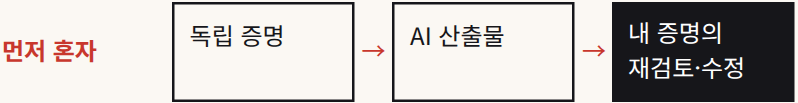 먼저 혼자
독립 증명
→
AI 산출물
→
내 증명의
재검토·수정